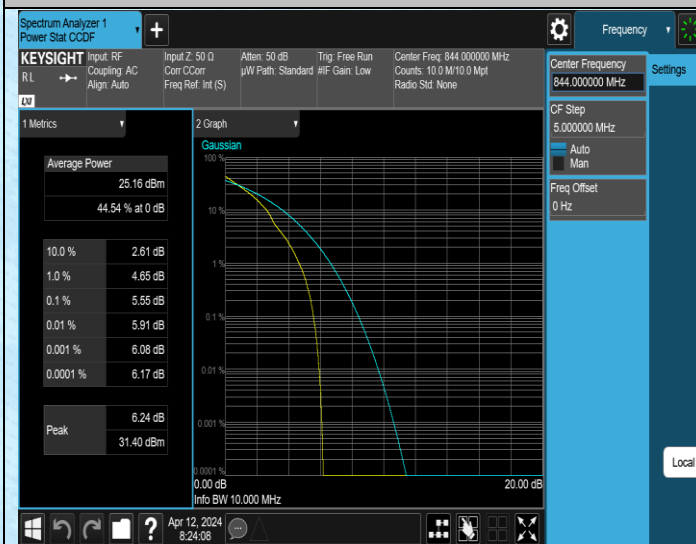 Spectrum Analyzer 1
Power Stat CCDF
Frequency
KEYSIGHT
RL
LXI
Input: RF
Coupling: AC
Align: Auto
Input Z: 50 Ω
Corr CCorr
Freq Ref: Int (S)
Atten: 50 dB
µW Path: Standard
Trig: Free Run
#IF Gain: Low
Center Freq: 844.000000 MHz
Counts: 10.0 M/10.0 Mpt
Radio Std: None
Center Frequency
844.000000 MHz
Settings
CF Step
5.000000 MHz
Auto
Man
Freq Offset
0 Hz
1 Metrics
Average Power
25.16 dBm
44.54 % at 0 dB
10.0 % 2.61 dB
1.0 % 4.65 dB
0.1 % 5.55 dB
0.01 % 5.91 dB
0.001 % 6.08 dB
0.0001 % 6.17 dB
Peak
6.24 dB
31.40 dBm
2 Graph
Gaussian
100 %
10 %
1 %
0.1 %
0.01 %
0.001 %
0.0001 %
0.00 dB 20.00 dB
Info BW 10.000 MHz
Local
?
Apr 12, 2024
8:24:08